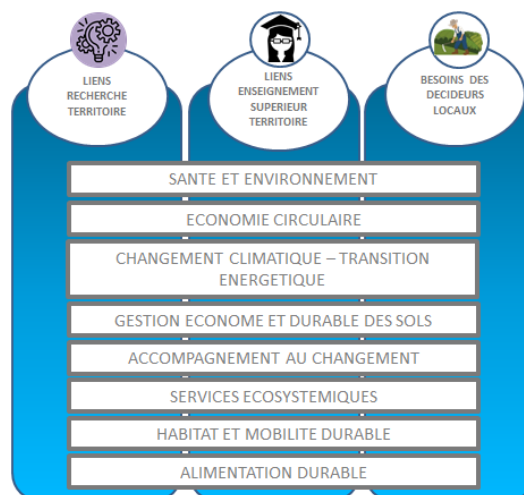 LIENS
RECHERCHE
TERRITOIRE
LIENS
ENSEIGNEMENT
SUPERIEUR
TERRITOIRE
BESOINS DES
DECIDEURS
LOCAUX
SANTE ET ENVIRONNEMENT
ECONOMIE CIRCULAIRE
CHANGEMENT CLIMATIQUE – TRANSITION
ENERGETIQUE
GESTION ECONOME ET DURABLE DES SOLS
ACCOMPAGNEMENT AU CHANGEMENT
SERVICES ECOSYSTEMIQUES
HABITAT ET MOBILITE DURABLE
ALIMENTATION DURABLE